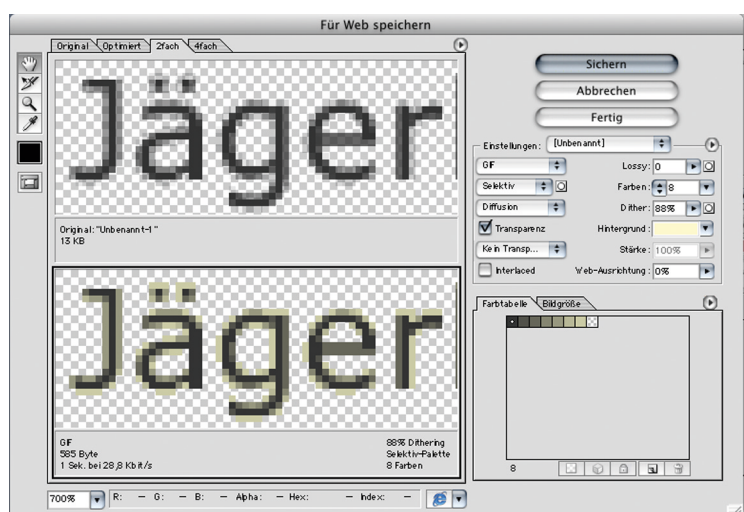 Für Web speichern
Original Optimiert 2fach 4fach
Jäger
Original: "Unbenannt-1"
13 KB
Jäger
GIF
585 Byte
1 Sek. bei 28,8 Kbit/s
88% Dithering
Selektiv-Palette
8 Farben
700% R: – G: – B: – Alpha: – Hex: – Index: –
Sichern
Abbrechen
Fertig
Einstellungen: [Unbenannt]
GIF Lossy: 0
Selektiv Farben: 8
Diffusion Dither: 88%
Transparenz Hintergrund:
Kein Transp... Stärke: 100%
Interlaced Web-Ausrichtung: 0%
Farbtabelle Bildgröße
8